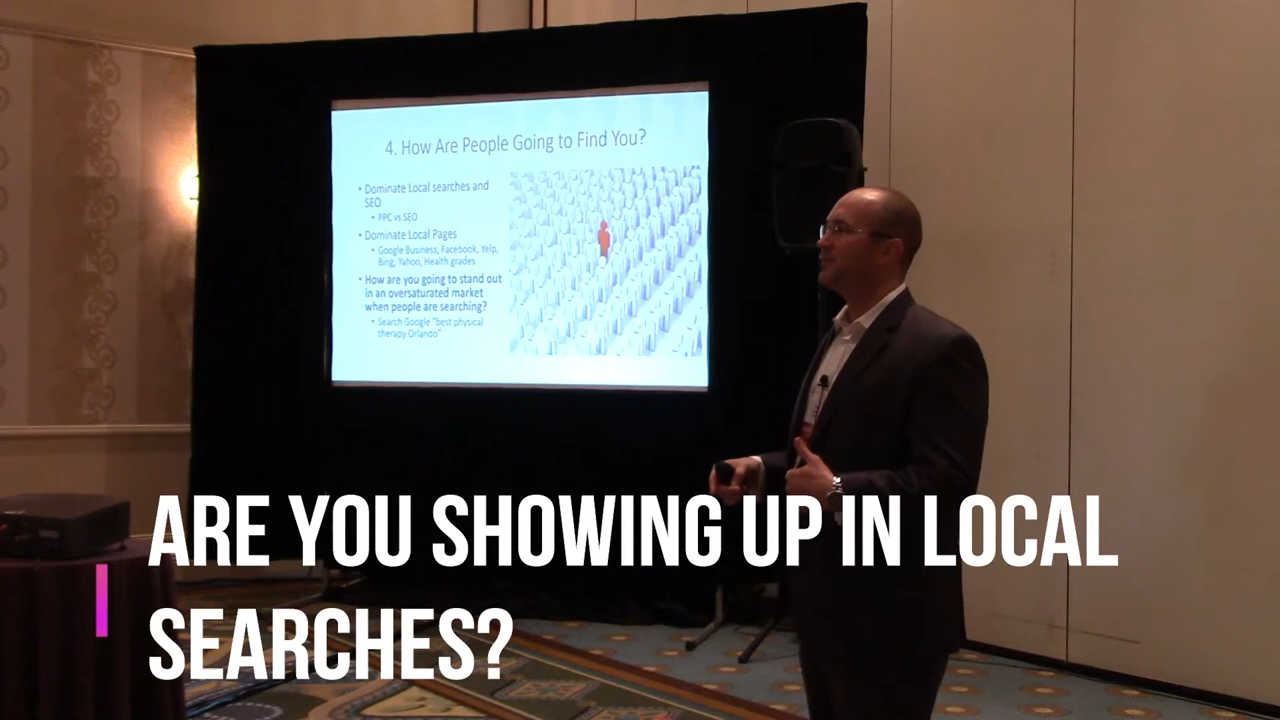 4. How Are People Going to Find You?
• Dominate Local searches and
SEO
• PPC vs SEO
• Dominate Local Pages
• Google Business, Facebook, Yelp,
Bing, Yahoo, Health grades
• How are you going to stand out
in an oversaturated market
when people are searching?
• Search Google "best physical
therapy Orlando"
ARE YOU SHOWING UP IN LOCAL
SEARCHES?